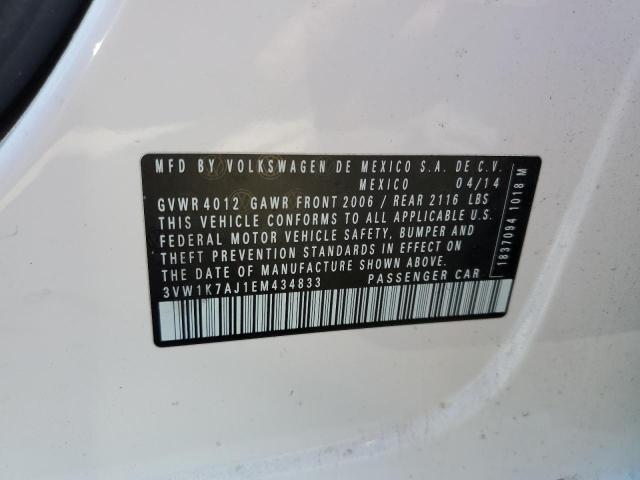 MFD BY VOLKSWAGEN DE MEXICO S.A. DE C.V.
MEXICO 04/14
GVWR 4012 GAWR FRONT 2006 / REAR 2116 LBS
THIS VEHICLE CONFORMS TO ALL APPLICABLE U.S.
FEDERAL MOTOR VEHICLE SAFETY, BUMPER AND
THEFT PREVENTION STANDARDS IN EFFECT ON
THE DATE OF MANUFACTURE SHOWN ABOVE.
3VW1K7AJ1EM434833 PASSENGER CAR
1837094 1018 M